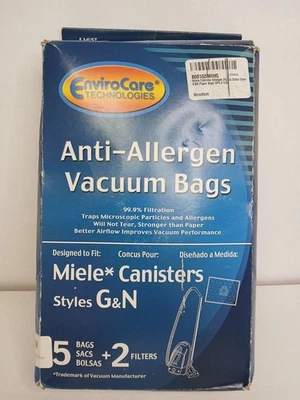 EnviroCare
TECHNOLOGIES®
Anti-Allergen
Vacuum Bags
99.9% Filtration
Traps Microscopic Particles and Allergens
Will Not Tear, Stronger than Paper
Better Airflow Improves Vacuum Performance
Designed to Fit: Concus Pour: Diseñado a Medida:
Miele* Canisters
Styles G&N
5 BAGS SACS BOLSAS +2 FILTERS
*Trademark of Vacuum Manufacturer